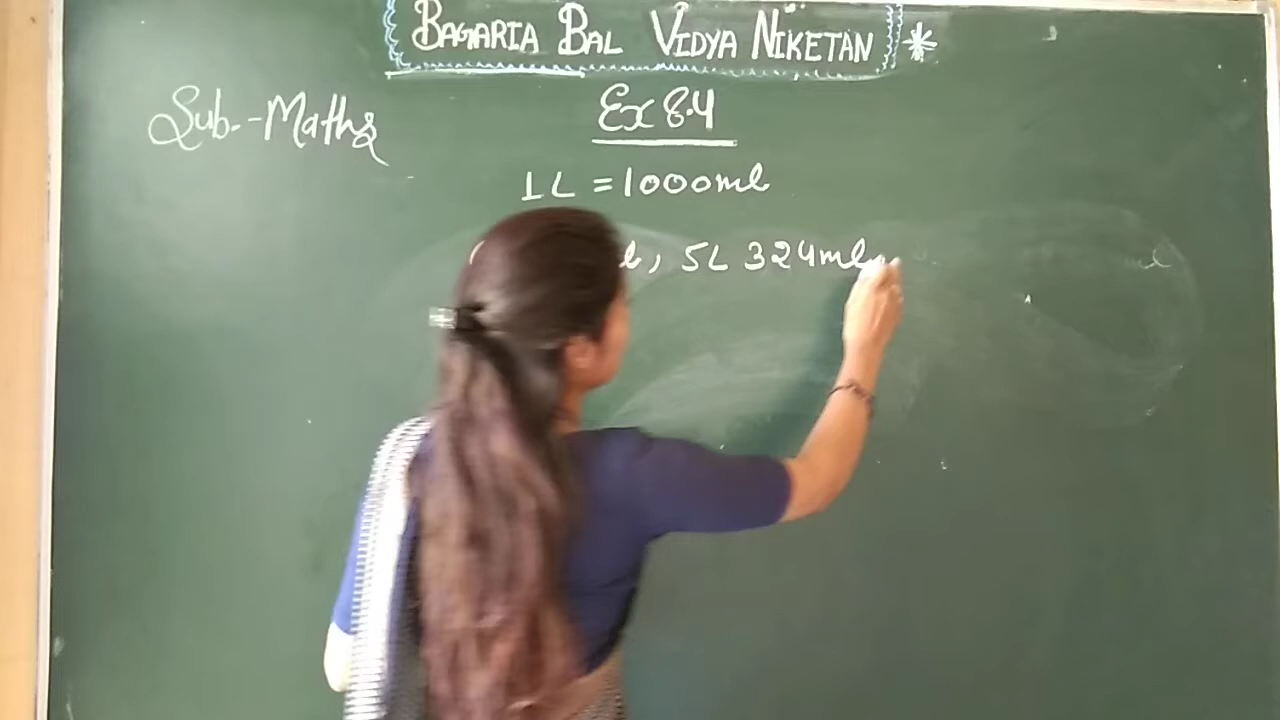 BAGARIA BAL VIDYA NIKETAN *
Sub.-Maths
Ex 8.4
1L = 1000ml
, 5L 324ml